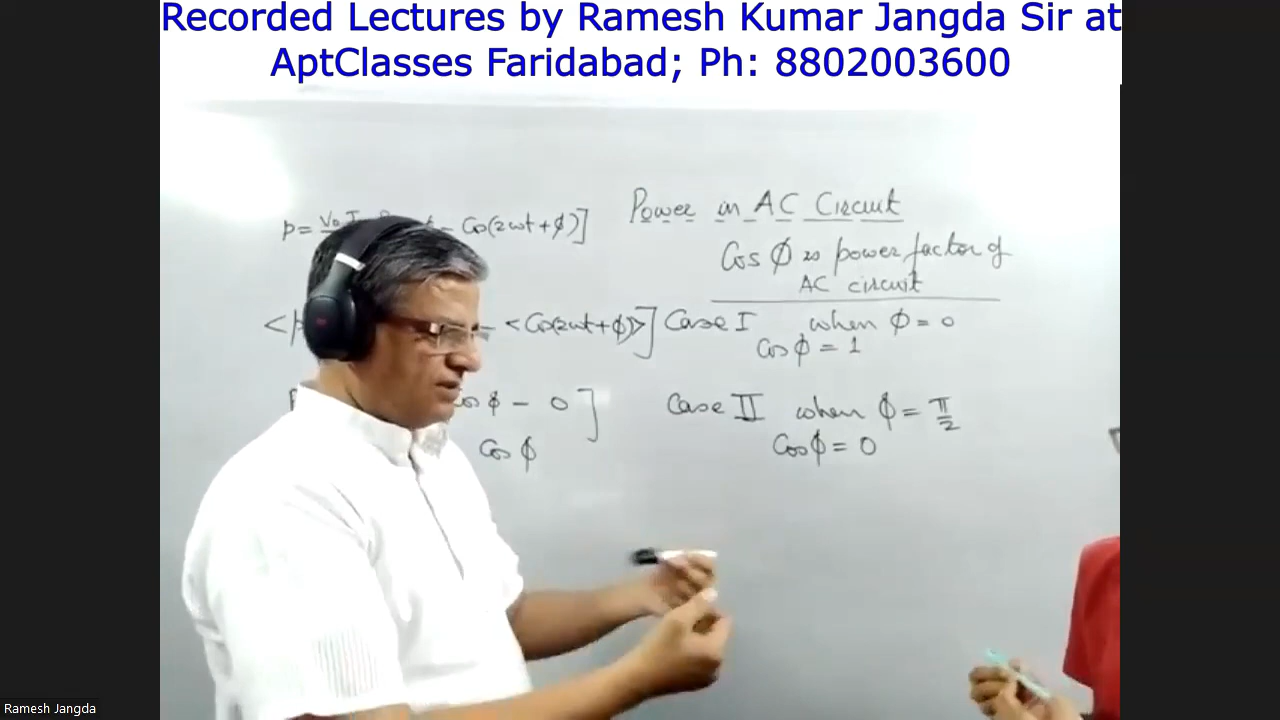 Recorded Lectures by Ramesh Kumar Jangda Sir at
AptClasses Faridabad; Ph: 8802003600
Power in AC Circuit
p = V₀ Cos(2ωt + ϕ)]
Cos ϕ is power factor of
AC circuit
<p <Cos(2ωt + ϕ)>]
Case I when ϕ = 0
Cos ϕ = 1
cos ϕ - 0 ]
Cos ϕ
Case II when ϕ = π/2
Cos ϕ = 0
Ramesh Jangda